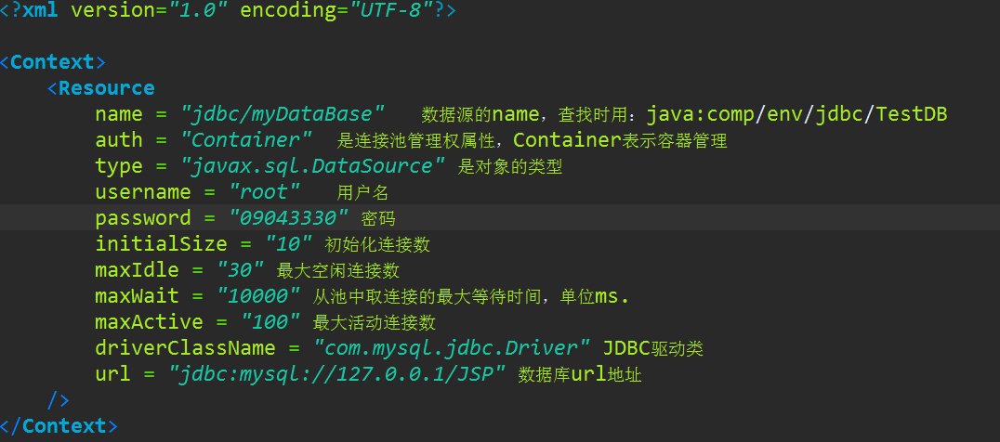 <?xml version="1.0" encoding="UTF-8"?>
<Context>
<Resource
name = "jdbc/myDataBase" 数据源的name，查找时用：java:comp/env/jdbc/TestDB
auth = "Container" 是连接池管理权属性，Container表示容器管理
type = "javax.sql.DataSource" 是对象的类型
username = "root" 用户名
password = "09043330" 密码
initialSize = "10" 初始化连接数
maxIdle = "30" 最大空闲连接数
maxWait = "10000" 从池中取连接的最大等待时间，单位ms.
maxActive = "100" 最大活动连接数
driverClassName = "com.mysql.jdbc.Driver" JDBC驱动类
url = "jdbc:mysql://127.0.0.1/JSP" 数据库url地址
/>
</Context>